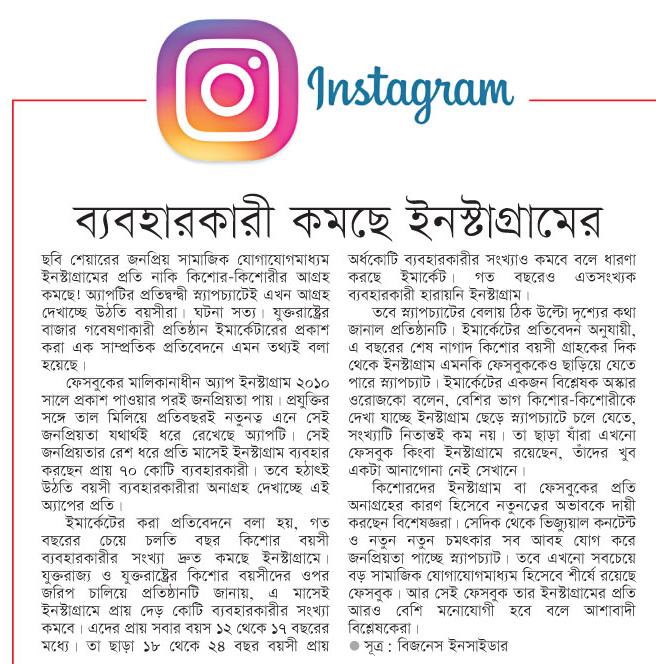 Instagram
ব্যবহারকারী কমছে ইনস্টাগ্রামের
ছবি শেয়ারের জনপ্রিয় সামাজিক যোগাযোগমাধ্যম
ইনস্টাগ্রামের প্রতি নাকি কিশোর-কিশোরীর আগ্রহ
কমছে! অ্যাপটির প্রতিদ্বন্দ্বী স্ন্যাপচ্যাটেই এখন আগ্রহ
দেখাচ্ছে উঠতি বয়সীরা। ঘটনা সত্য। যুক্তরাষ্ট্রের
বাজার গবেষণাকারী প্রতিষ্ঠান ইমার্কেটারের প্রকাশ
করা এক সাম্প্রতিক প্রতিবেদনে এমন তথ্যই বলা
হয়েছে।
ফেসবুকের মালিকানাধীন অ্যাপ ইনস্টাগ্রাম ২০১০
সালে প্রকাশ পাওয়ার পরই জনপ্রিয়তা পায়। প্রযুক্তির
সঙ্গে তাল মিলিয়ে প্রতিবছরই নতুনত্ব এনে সেই
জনপ্রিয়তা যথার্থই ধরে রেখেছে অ্যাপটি। সেই
জনপ্রিয়তার রেশ ধরে প্রতি মাসেই ইনস্টাগ্রাম ব্যবহার
করছেন প্রায় ৭০ কোটি ব্যবহারকারী। তবে হঠাৎই
উঠতি বয়সী ব্যবহারকারীরা অনাগ্রহ দেখাচ্ছে এই
অ্যাপের প্রতি।
ইমার্কেটের করা প্রতিবেদনে বলা হয়, গত
বছরের চেয়ে চলতি বছর কিশোর বয়সী
ব্যবহারকারীর সংখ্যা দ্রুত কমছে ইনস্টাগ্রামে।
যুক্তরাজ্য ও যুক্তরাষ্ট্রের কিশোর বয়সীদের ওপর
জরিপ চালিয়ে প্রতিষ্ঠানটি জানায়, এ মাসেই
ইনস্টাগ্রামে প্রায় দেড় কোটি ব্যবহারকারীর সংখ্যা
কমবে। এদের প্রায় সবার বয়স ১২ থেকে ১৭ বছরের
মধ্যে। তা ছাড়া ১৮ থেকে ২৪ বছর বয়সী প্রায়
অর্ধকোটি ব্যবহারকারীর সংখ্যাও কমবে বলে ধারণা
করছে ইমার্কেট। গত বছরেও এতসংখ্যক
ব্যবহারকারী হারায়নি ইনস্টাগ্রাম।
তবে স্ন্যাপচ্যাটের বেলায় ঠিক উল্টো দৃশ্যের কথা
জানাল প্রতিষ্ঠানটি। ইমার্কেটের প্রতিবেদন অনুযায়ী,
এ বছরের শেষ নাগাদ কিশোর বয়সী গ্রাহকের দিক
থেকে ইনস্টাগ্রাম এমনকি ফেসবুককেও ছাড়িয়ে যেতে
পারে স্ন্যাপচ্যাট। ইমার্কেটের একজন বিশ্লেষক অস্কার
ওরোজকো বলেন, বেশির ভাগ কিশোর-কিশোরীকে
দেখা যাচ্ছে ইনস্টাগ্রাম ছেড়ে স্ন্যাপচ্যাটে চলে যেতে,
সংখ্যাটি নিতান্তই কম নয়। তা ছাড়া যাঁরা এখনো
ফেসবুক কিংবা ইনস্টাগ্রামে রয়েছেন, তাঁদের খুব
একটা আনাগোনা নেই সেখানে।
কিশোরদের ইনস্টাগ্রাম বা ফেসবুকের প্রতি
অনাগ্রহের কারণ হিসেবে নতুনত্বের অভাবকে দায়ী
করছেন বিশেষজ্ঞরা। সেদিক থেকে ভিজ্যুয়াল কনটেন্ট
ও নতুন নতুন চমৎকার সব আবহ যোগ করে
জনপ্রিয়তা পাচ্ছে স্ন্যাপচ্যাট। তবে এখনো সবচেয়ে
বড় সামাজিক যোগাযোগমাধ্যম হিসেবে শীর্ষে রয়েছে
ফেসবুক। আর সেই ফেসবুক তার ইনস্টাগ্রামের প্রতি
আরও বেশি মনোযোগী হবে বলে আশাবাদী
বিশ্লেষকেরা।
● সূত্র : বিজনেস ইনসাইডার